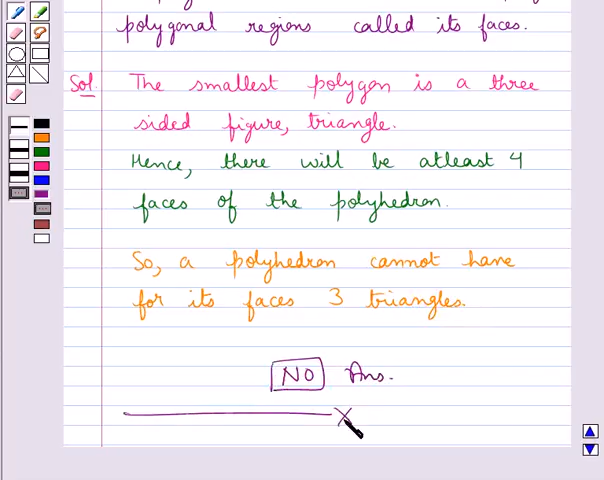 polygonal regions called its faces.
Sol. The smallest polygon is a three
sided figure, triangle.
Hence, there will be atleast 4
faces of the polyhedron.
So, a polyhedron cannot have
for its faces 3 triangles.
NO Ans.